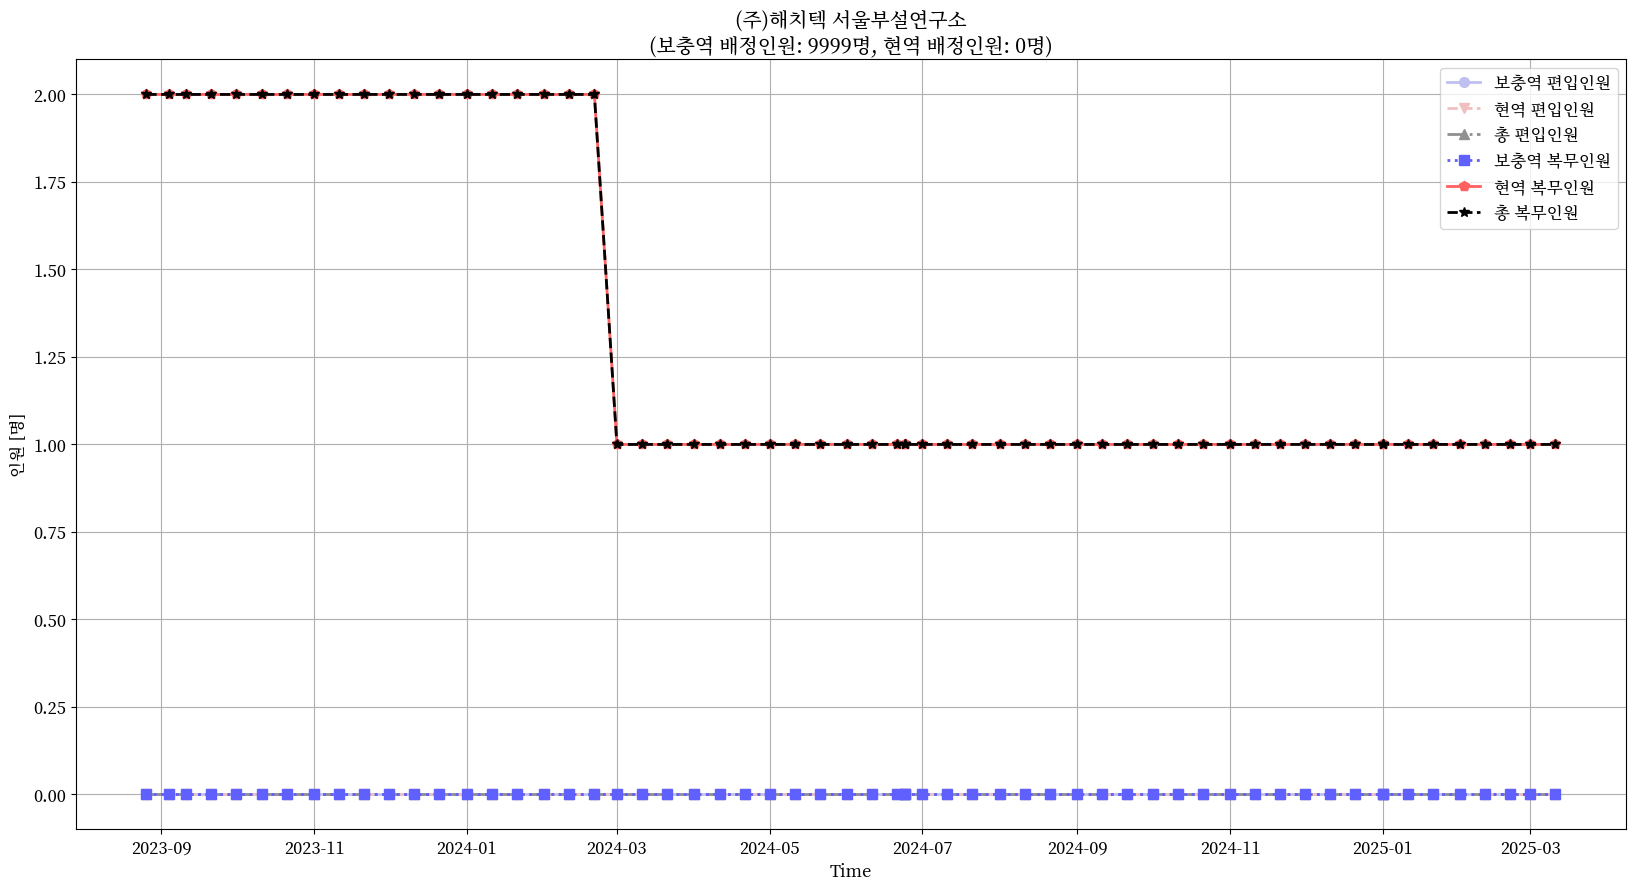 (주)해치텍 서울부설연구소
(보충역 배정인원: 9999명, 현역 배정인원: 0명)
보충역 편입인원
현역 편입인원
총 편입인원
보충역 복무인원
현역 복무인원
총 복무인원
인원 [명]
2.00
1.75
1.50
1.25
1.00
0.75
0.50
0.25
0.00
2023-09
2023-11
2024-01
2024-03
2024-05
2024-07
2024-09
2024-11
2025-01
2025-03
Time